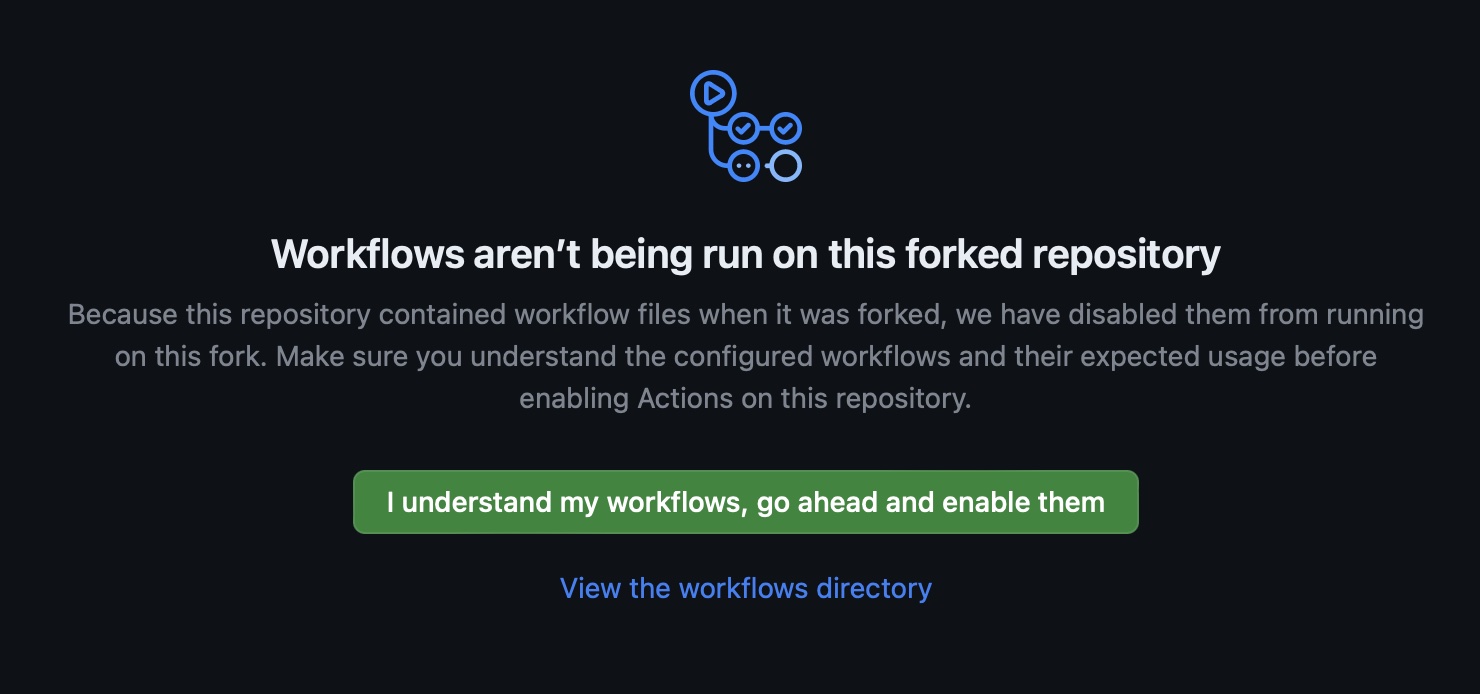 Workflows aren’t being run on this forked repository
Because this repository contained workflow files when it was forked, we have disabled them from running
on this fork. Make sure you understand the configured workflows and their expected usage before
enabling Actions on this repository.
I understand my workflows, go ahead and enable them
View the workflows directory